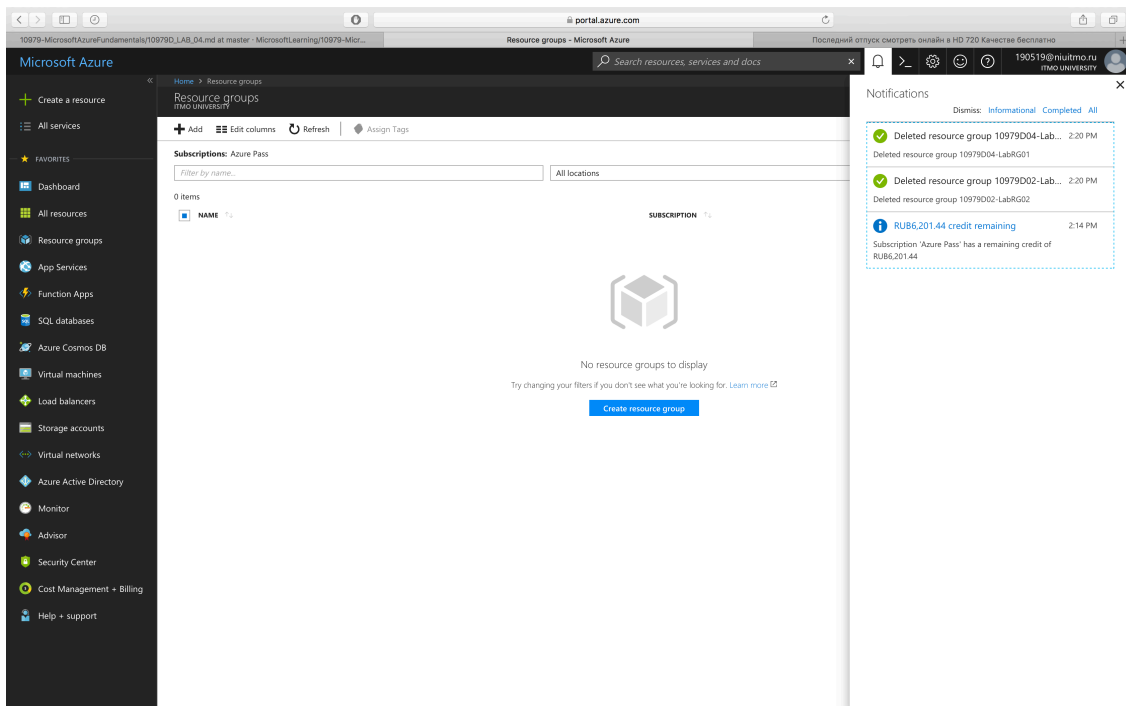 portal.azure.com
10979-MicrosoftAzureFundamentals/10979D_LAB_04.md at master · MicrosoftLearning/10979-Micr...
Resource groups - Microsoft Azure
Последний отпуск смотреть онлайн в HD 720 Качестве бесплатно
Microsoft Azure
Search resources, services and docs
190519@niuitmo.ru
ITMO UNIVERSITY
Create a resource
All services
FAVORITES
Dashboard
All resources
Resource groups
App Services
Function Apps
SQL databases
Azure Cosmos DB
Virtual machines
Load balancers
Storage accounts
Virtual networks
Azure Active Directory
Monitor
Advisor
Security Center
Cost Management + Billing
Help + support
Home > Resource groups
Resource groups
ITMO UNIVERSITY
Add Edit columns Refresh Assign Tags
Subscriptions: Azure Pass
Filter by name...
All locations
0 items
NAME SUBSCRIPTION
No resource groups to display
Try changing your filters if you don't see what you're looking for. Learn more
Create resource group
Notifications
Dismiss: Informational Completed All
Deleted resource group 10979D04-Lab... 2:20 PM
Deleted resource group 10979D04-LabRG01
Deleted resource group 10979D02-Lab... 2:20 PM
Deleted resource group 10979D02-LabRG02
RUB6,201.44 credit remaining 2:14 PM
Subscription 'Azure Pass' has a remaining credit of
RUB6,201.44